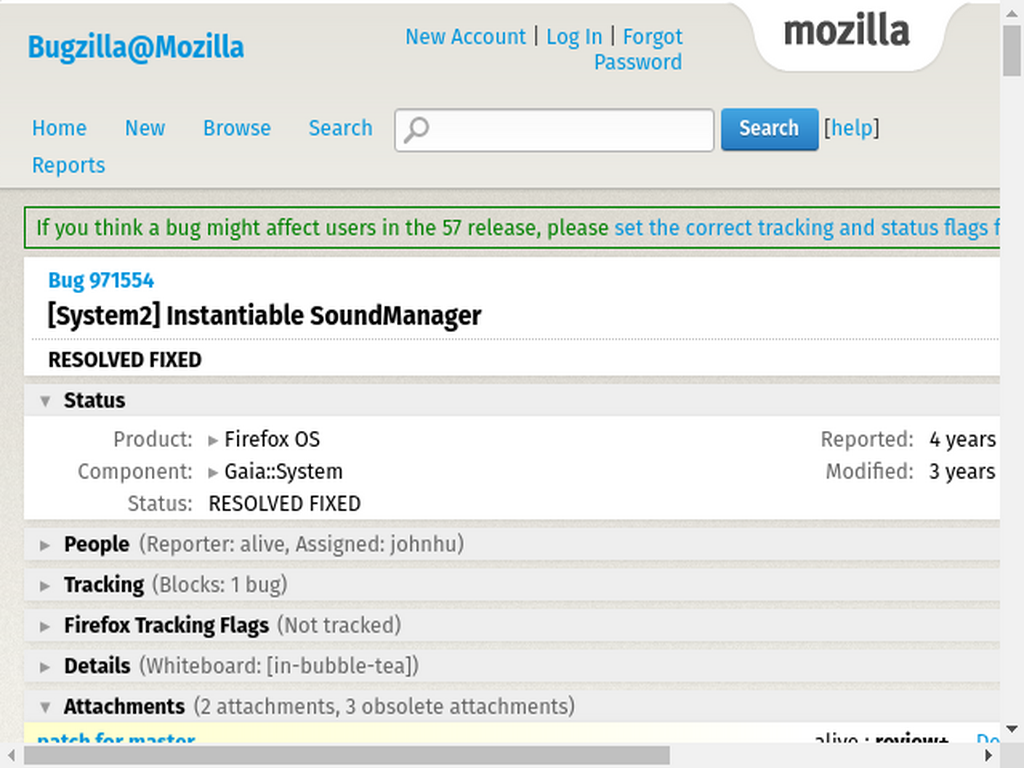 Bugzilla@Mozilla
New Account | Log In | Forgot
Password
mozilla
Home New Browse Search
Search [help]
Reports
If you think a bug might affect users in the 57 release, please set the correct tracking and status flags f
Bug 971554
[System2] Instantiable SoundManager
RESOLVED FIXED
Status
Product: Firefox OS
Reported: 4 years
Component: Gaia::System
Modified: 3 years
Status: RESOLVED FIXED
People (Reporter: alive, Assigned: johnhu)
Tracking (Blocks: 1 bug)
Firefox Tracking Flags (Not tracked)
Details (Whiteboard: [in-bubble-tea])
Attachments (2 attachments, 3 obsolete attachments)
patch for master
alive : review+ De